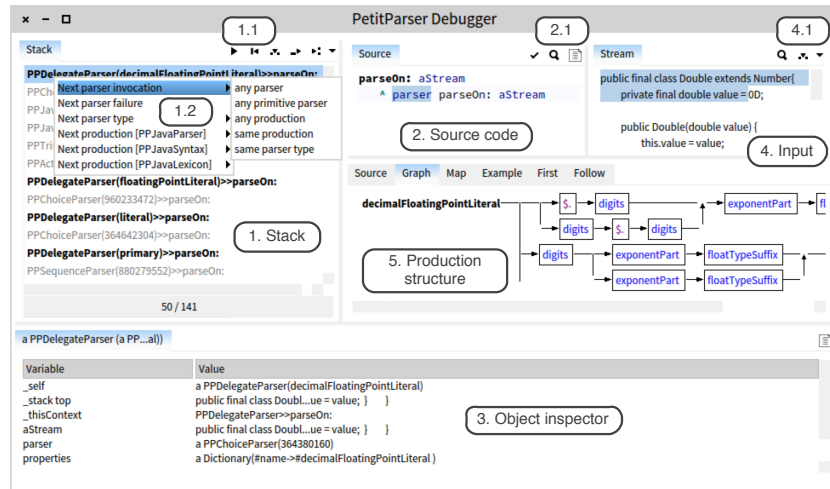 PetitParser Debugger
1.1
2.1
4.1
Stack
Source
Stream
PPDelegateParser(decimalFloatingPointLiteral)>>parseOn:
Next parser invocation
Next parser failure
Next parser type
Next production [PPJavaParser]
Next production [PPJavaSyntax]
Next production [PPJavaLexicon]
1.2
any parser
any primitive parser
any production
same production
same parser type
PPDelegateParser(floatingPointLiteral)>>parseOn:
PPChoiceParser(960233472)>>parseOn:
PPDelegateParser(literal)>>parseOn:
PPChoiceParser(364642304)>>parseOn:
PPDelegateParser(primary)>>parseOn:
PPSequenceParser(880279552)>>parseOn:
1. Stack
50 / 141
parseOn: aStream
^ parser parseOn: aStream
2. Source code
public final class Double extends Number{
private final double value = 0D;
public Double(double value) {
this.value = value;
4. Input
Source Graph Map Example First Follow
decimalFloatingPointLiteral
$. digits exponentPart fl
digits $. digits
digits exponentPart floatTypeSuffix
exponentPart floatTypeSuffix
5. Production
structure
a PPDelegateParser (a PP...al))
Variable Value
_self a PPDelegateParser(decimalFloatingPointLiteral)
_stack top public final class Doubl...ue = value; } }
_thisContext PPDelegateParser>>parseOn:
aStream public final class Doubl...ue = value; } }
parser a PPChoiceParser(364380160)
properties a Dictionary(#name->#decimalFloatingPointLiteral )
3. Object inspector